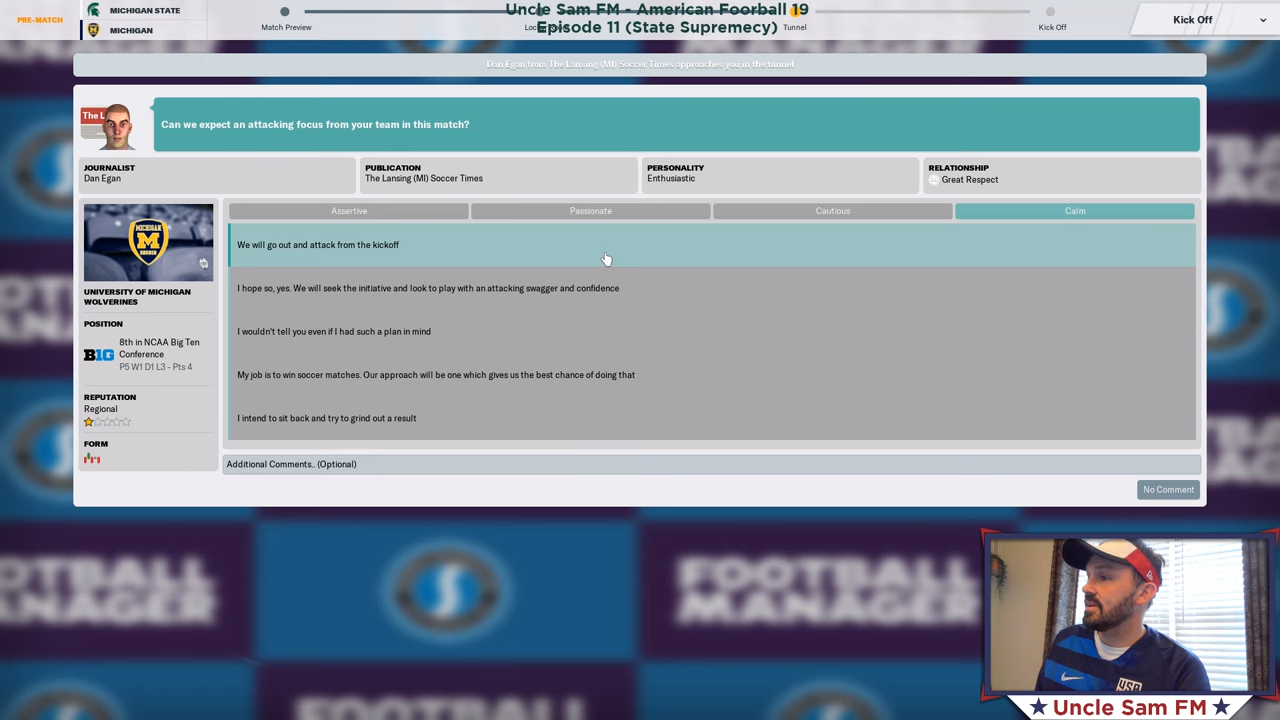 PRE-MATCH
MICHIGAN STATE
MICHIGAN
Match Preview
Uncle Sam FM - American Foorball 19
Episode 11 (State Supremecy)
Tunnel
Kick Off
Kick Off
Dan Egan from The Lansing (MI) Soccer Times approaches you in the tunnel
The L
Can we expect an attacking focus from your team in this match?
JOURNALIST
Dan Egan
PUBLICATION
The Lansing (MI) Soccer Times
PERSONALITY
Enthusiastic
RELATIONSHIP
Great Respect
Assertive
Passionate
Cautious
Calm
MICHIGAN
M
SOCCER
UNIVERSITY OF MICHIGAN
WOLVERINES
POSITION
B1G
8th in NCAA Big Ten
Conference
P5 W1 D1 L3 - Pts 4
REPUTATION
Regional
FORM
We will go out and attack from the kickoff
I hope so, yes. We will seek the initiative and look to play with an attacking swagger and confidence
I wouldn't tell you even if I had such a plan in mind
My job is to win soccer matches. Our approach will be one which gives us the best chance of doing that
I intend to sit back and try to grind out a result
Additional Comments.. (Optional)
No Comment
OTBALL
ANAGER
FOOTBALL
MANAGER
USA
Uncle Sam FM